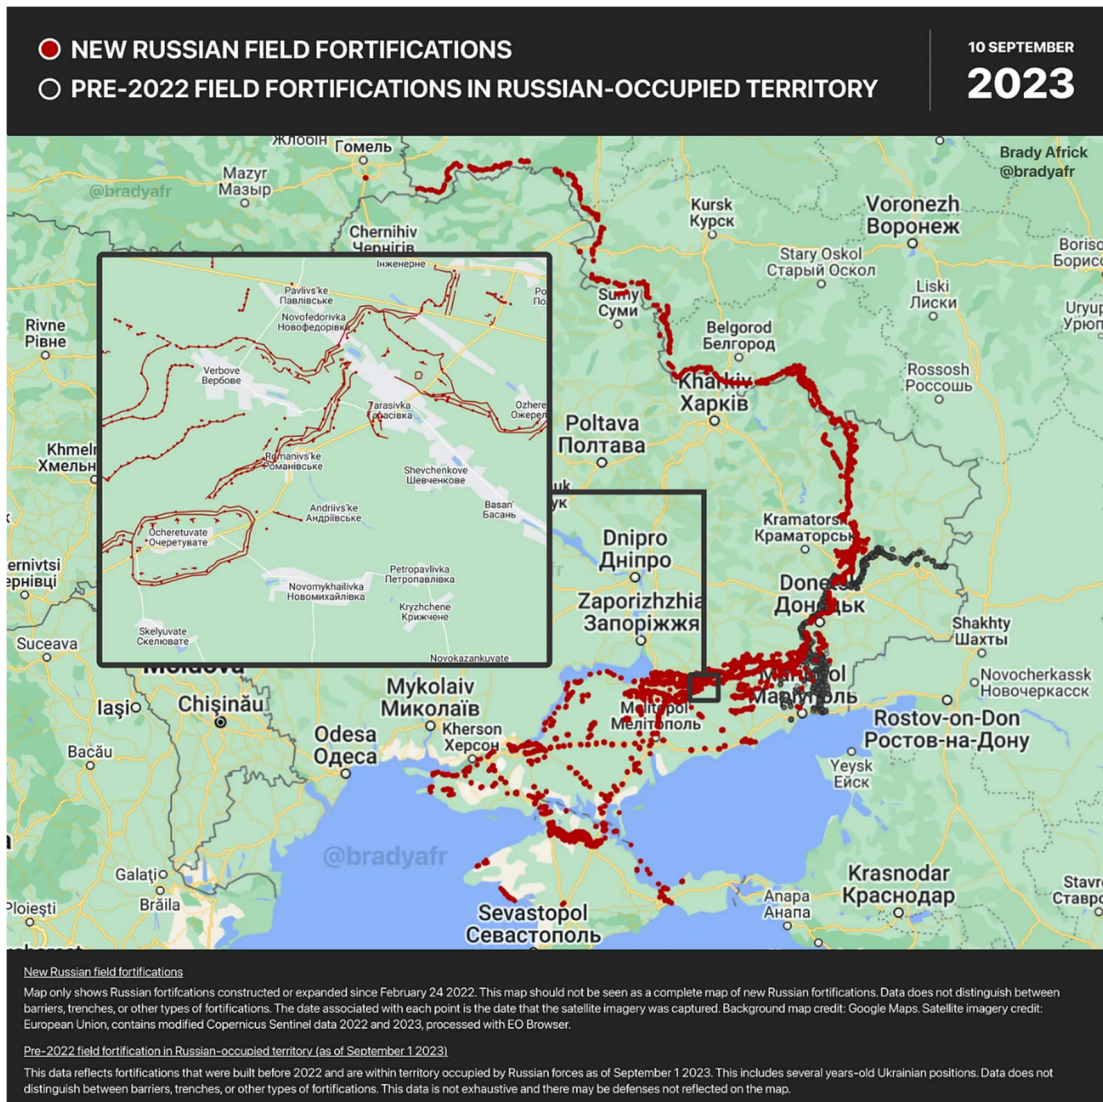 NEW RUSSIAN FIELD FORTIFICATIONS
PRE-2022 FIELD FORTIFICATIONS IN RUSSIAN-OCCUPIED TERRITORY
10 SEPTEMBER
2023
Brady Africk
@bradyafr
Жлобін
Гомель
@bradyafr
Mazyr
Мазыр
Chernihiv
Чернігів
Kursk
Курск
Voronezh
Воронеж
Stary Oskol
Старый Оскол
Liski
Лиски
Sumy
Суми
Belgorod
Белгород
Rossosh
Россошь
Rivne
Рівне
Kharkiv
Харків
Poltava
Полтава
Інженерне
Pavlivs'ke
Павлівське
Novofedorivka
Новофедорівка
Verbove
Вербове
Tarasivka
Тарасівка
Romanivs'ke
Романівське
Shevchenkove
Шевченкове
Basan'
Басань
Andriivs'ke
Андріївське
Ocheretuvate
Очеретувате
Petropavlivka
Петропавлівка
Novomykhailivka
Новомихайлівка
Kryzhchene
Крижчене
Skelyuvate
Скелювате
Novokazankuvate
Kramatorsk
Краматорськ
Dnipro
Дніпро
Donetsk
Донецьк
Zaporizhzhia
Запоріжжя
Shakhty
Шахты
Suceava
Moldova
Mariupol
Маріуполь
Novocherkassk
Новочеркасск
Iași
Chișinău
Mykolaiv
Миколаїв
Melitopol
Мелітополь
Kherson
Херсон
Rostov-on-Don
Ростов-на-Дону
Odesa
Одеса
Bacău
Yeysk
Ейск
@bradyafr
Galați
Brăila
Ploiești
Krasnodar
Краснодар
Anapa
Анапа
Sevastopol
Севастополь
New Russian field fortifications
Map only shows Russian fortifcations constructed or expanded since February 24 2022. This map should not be seen as a complete map of new Russian fortifications. Data does not distinguish between
barriers, trenches, or other types of fortifications. The date associated with each point is the date that the satellite imagery was captured. Background map credit: Google Maps. Satellite imagery credit:
European Union, contains modified Copernicus Sentinel data 2022 and 2023, processed with EO Browser.
Pre-2022 field fortification in Russian-occupied territory (as of September 1 2023)
This data reflects fortifications that were built before 2022 and are within territory occupied by Russian forces as of September 1 2023. This includes several years-old Ukrainian positions. Data does not
distinguish between barriers, trenches, or other types of fortifications. This data is not exhaustive and there may be defenses not reflected on the map.